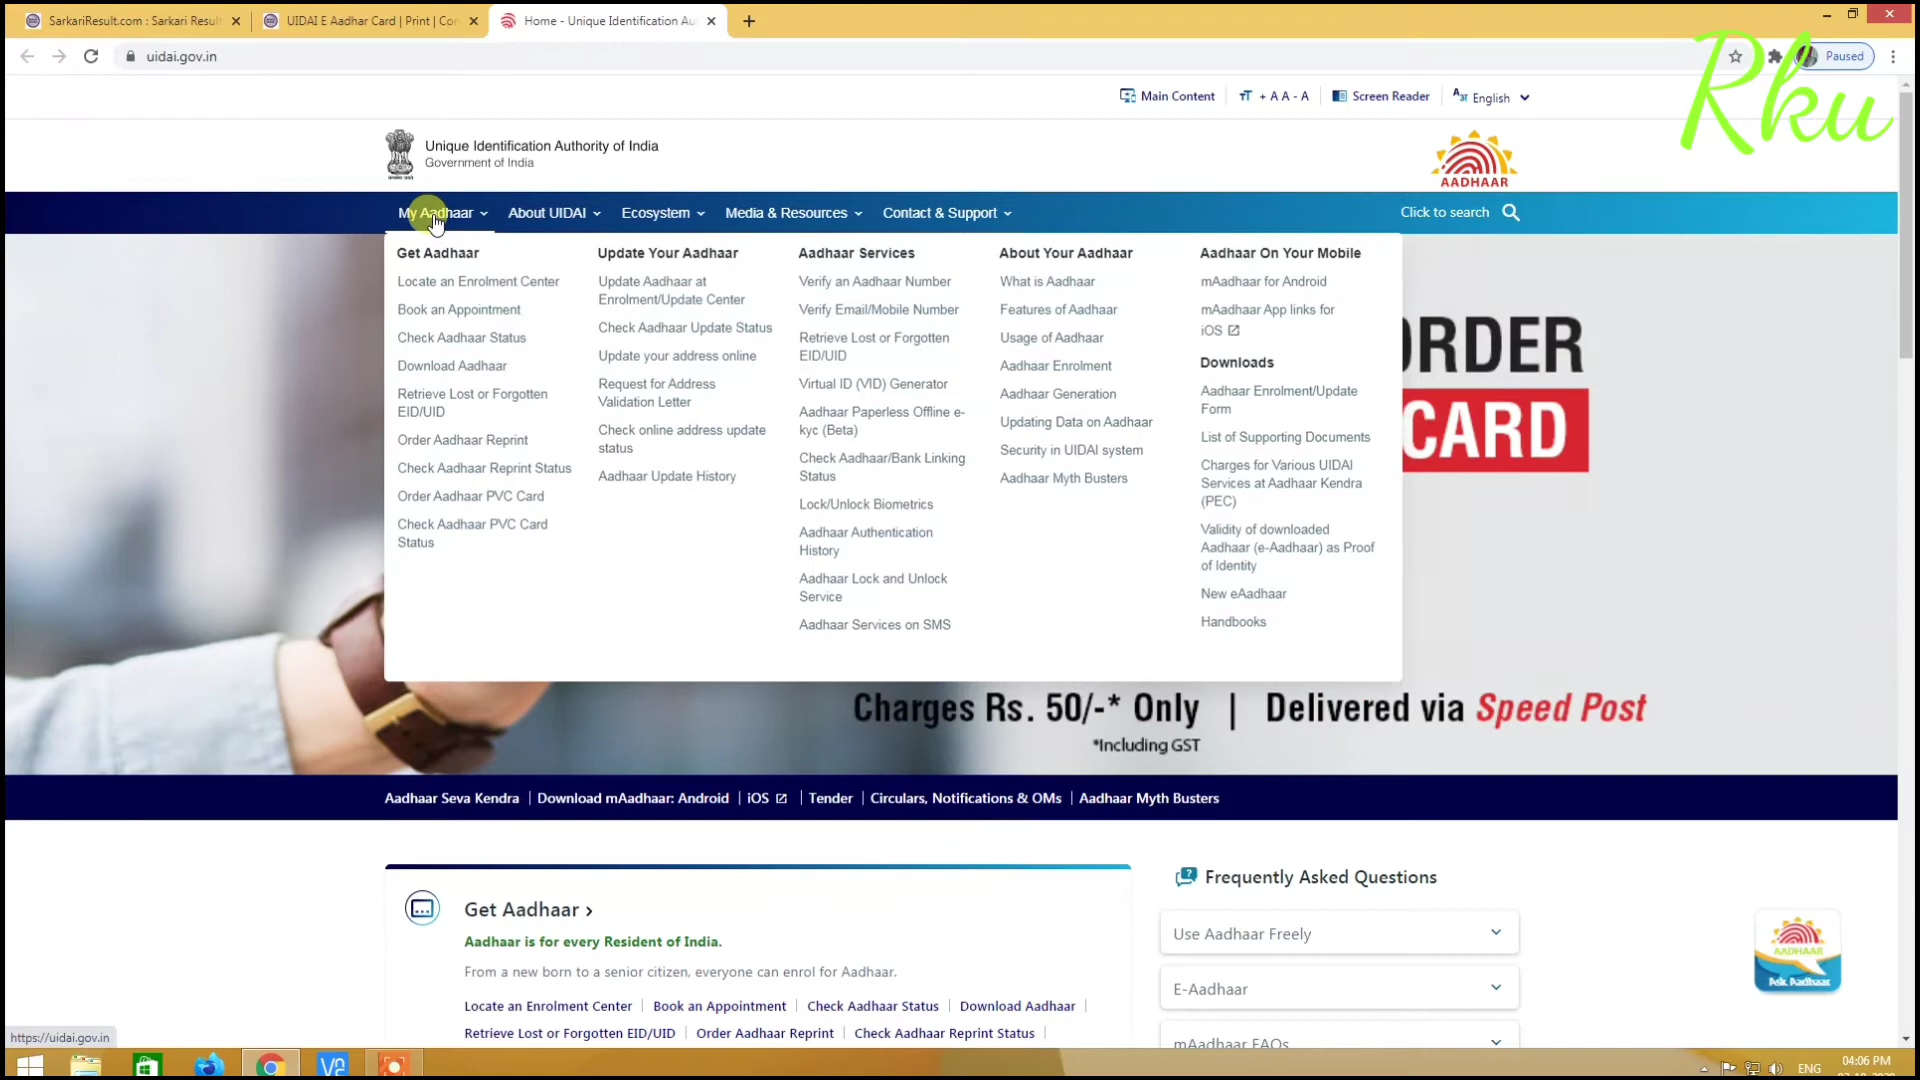 SarkariResult.com : Sarkari Result
UIDAI E Aadhar Card | Print | Cor
Home - Unique Identification Au
uidai.gov.in
Paused
Rku
Main Content
+ A A - A
Screen Reader
English
Unique Identification Authority of India
Government of India
AADHAAR
My Aadhaar
About UIDAI
Ecosystem
Media & Resources
Contact & Support
Click to search
Get Aadhaar
Locate an Enrolment Center
Book an Appointment
Check Aadhaar Status
Download Aadhaar
Retrieve Lost or Forgotten
EID/UID
Order Aadhaar Reprint
Check Aadhaar Reprint Status
Order Aadhaar PVC Card
Check Aadhaar PVC Card
Status
Update Your Aadhaar
Update Aadhaar at
Enrolment/Update Center
Check Aadhaar Update Status
Update your address online
Request for Address
Validation Letter
Check online address update
status
Aadhaar Update History
Aadhaar Services
Verify an Aadhaar Number
Verify Email/Mobile Number
Retrieve Lost or Forgotten
EID/UID
Virtual ID (VID) Generator
Aadhaar Paperless Offline e-
kyc (Beta)
Check Aadhaar/Bank Linking
Status
Lock/Unlock Biometrics
Aadhaar Authentication
History
Aadhaar Lock and Unlock
Service
Aadhaar Services on SMS
About Your Aadhaar
What is Aadhaar
Features of Aadhaar
Usage of Aadhaar
Aadhaar Enrolment
Aadhaar Generation
Updating Data on Aadhaar
Security in UIDAI system
Aadhaar Myth Busters
Aadhaar On Your Mobile
mAadhaar for Android
mAadhaar App links for
iOS
Downloads
Aadhaar Enrolment/Update
Form
List of Supporting Documents
Charges for Various UIDAI
Services at Aadhaar Kendra
(PEC)
Validity of downloaded
Aadhaar (e-Aadhaar) as Proof
of Identity
New eAadhaar
Handbooks
RDER
CARD
Charges Rs. 50/-* Only | Delivered via Speed Post
*Including GST
Aadhaar Seva Kendra | Download mAadhaar: Android | iOS | Tender | Circulars, Notifications & OMs | Aadhaar Myth Busters
Get Aadhaar ›
Aadhaar is for every Resident of India.
From a new born to a senior citizen, everyone can enrol for Aadhaar.
Locate an Enrolment Center | Book an Appointment | Check Aadhaar Status | Download Aadhaar
Retrieve Lost or Forgotten EID/UID | Order Aadhaar Reprint | Check Aadhaar Reprint Status |
Frequently Asked Questions
Use Aadhaar Freely
E-Aadhaar
mAadhaar FAQs
AADHAAR
Ask Aadhaar
https://uidai.gov.in
ENG
04:06 PM